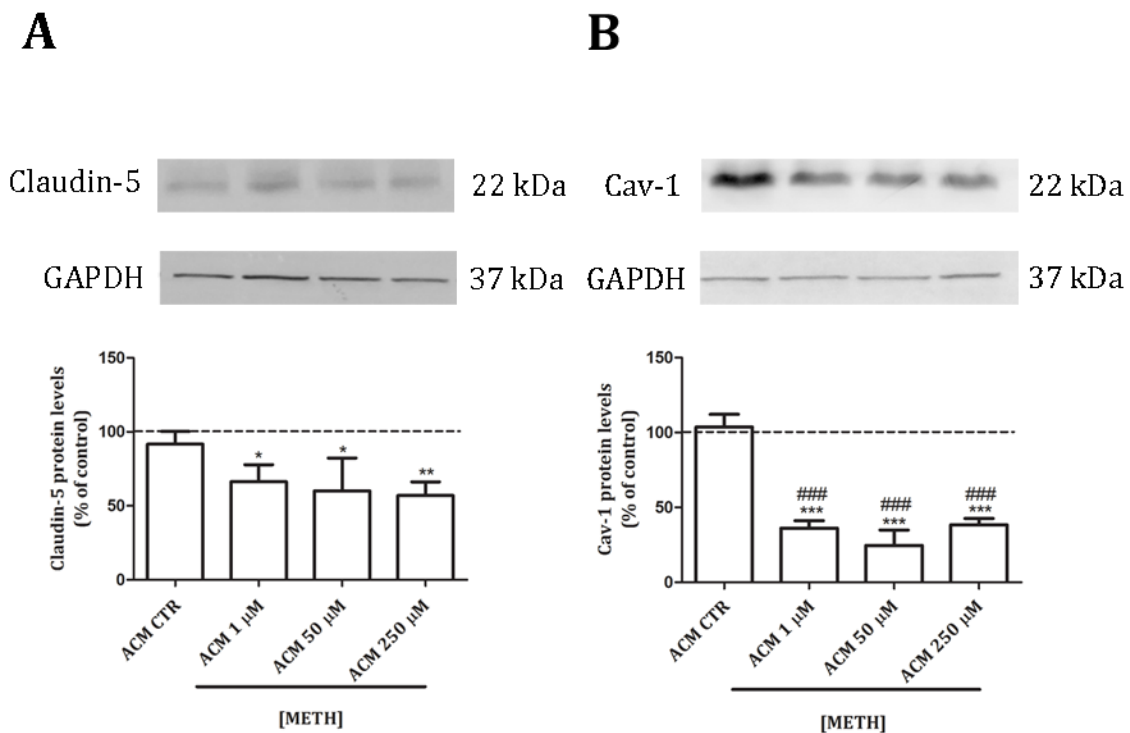 A
Claudin-5
22 kDa
GAPDH
37 kDa
Claudin-5 protein levels
(% of control)
150
100
50
0
*
*
**
ACM CTR
ACM 1 μM
ACM 50 μM
ACM 250 μM
[METH]
B
Cav-1
22 kDa
GAPDH
37 kDa
Cav-1 protein levels
(% of control)
150
100
50
0
###
***
###
***
###
***
ACM CTR
ACM 1 μM
ACM 50 μM
ACM 250 μM
[METH]